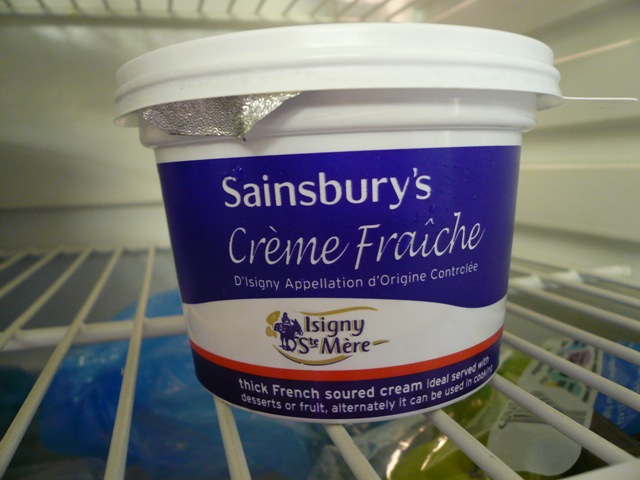 Sainsbury's
Crème Fraîche
D'Isigny Appellation d'Origine Controlée
Isigny
Ste Mère
thick French soured cream ideal served with
desserts or fruit, alternately it can be used in cooking